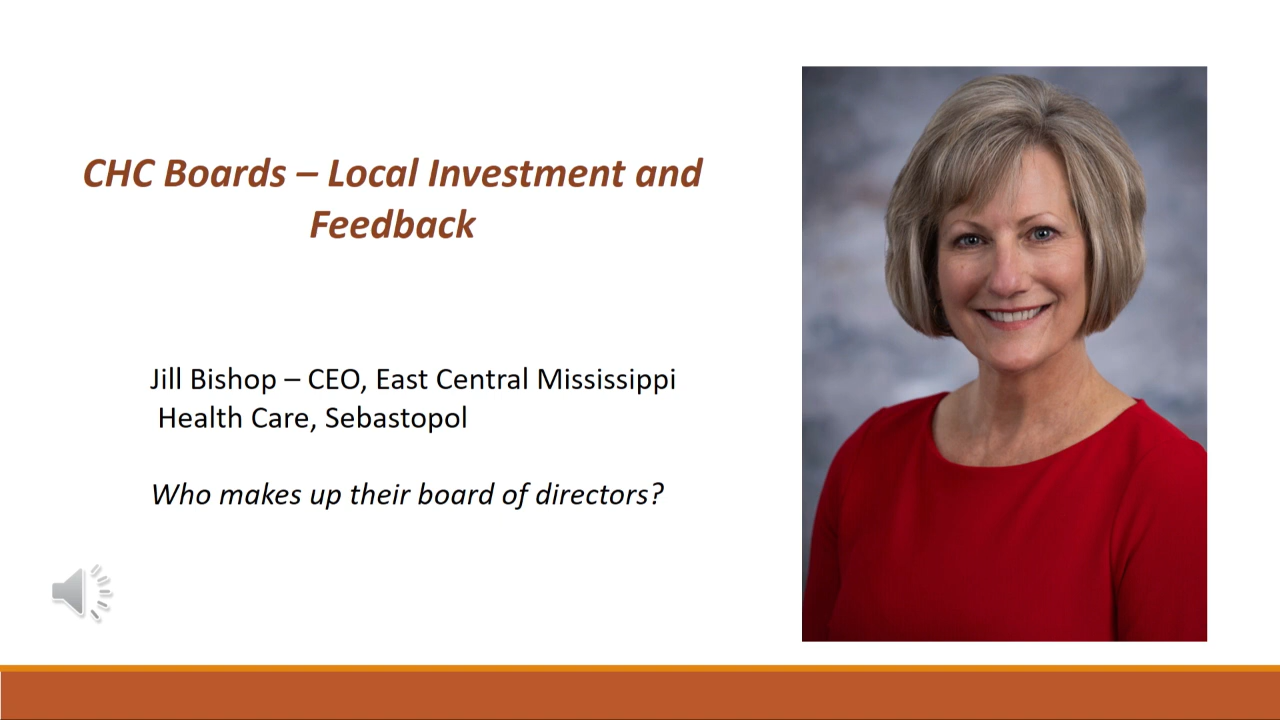 CHC Boards – Local Investment and
Feedback
Jill Bishop – CEO, East Central Mississippi
Health Care, Sebastopol
Who makes up their board of directors?